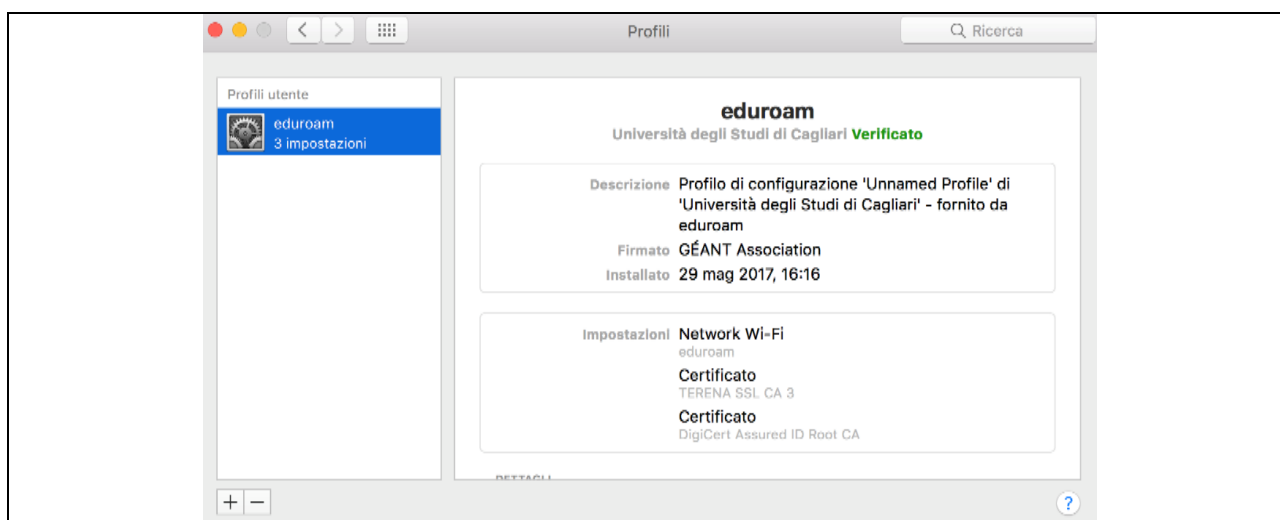 Profili
Ricerca
Profili utente
eduroam
3 impostazioni
eduroam
Università degli Studi di Cagliari Verificato
Descrizione Profilo di configurazione 'Unnamed Profile' di
'Università degli Studi di Cagliari' - fornito da
eduroam
Firmato GÉANT Association
Installato 29 mag 2017, 16:16
Impostazioni Network Wi-Fi
eduroam
Certificato
TERENA SSL CA 3
Certificato
DigiCert Assured ID Root CA
DETTAGLI
+ −
?